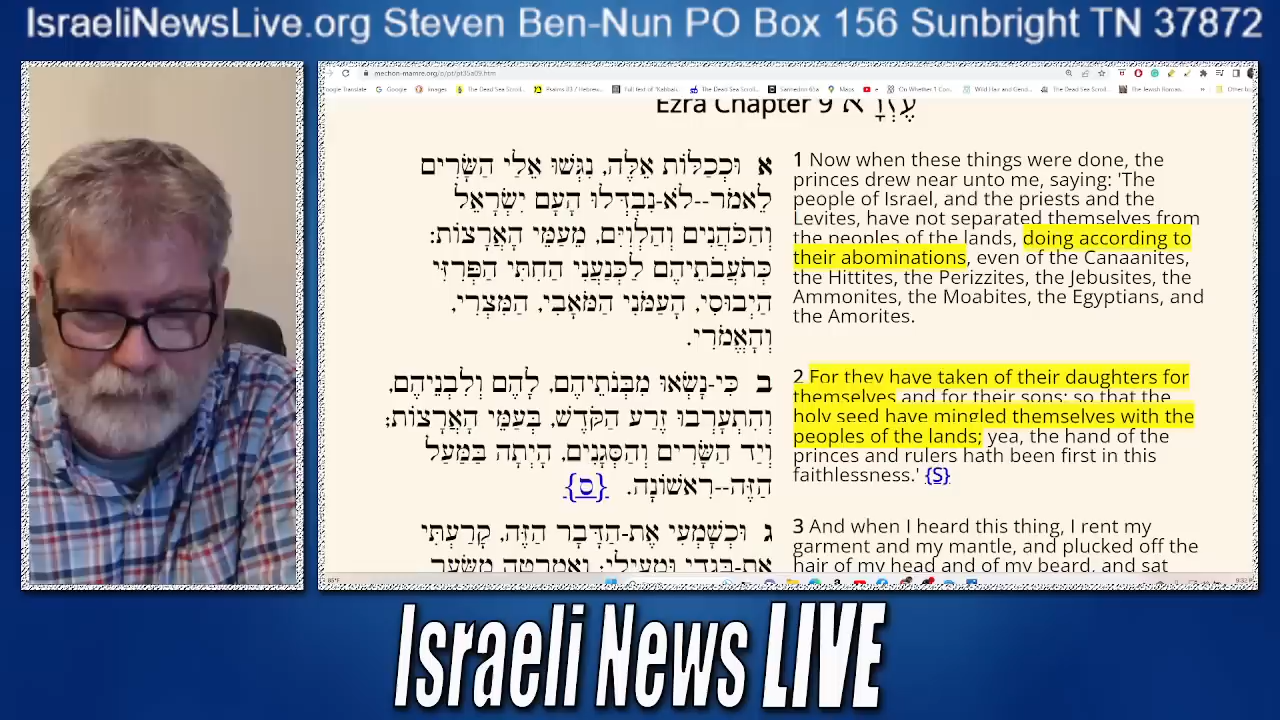 IsraeliNewsLive.org Steven Ben-Nun PO Box 156 Sunbright TN 37872
mechon-mamre.org/p/pt/pt35a09.htm
Ezra Chapter 9 עֶזְרָא
א וּכְכַלּוֹת אֵלֶּה, נִגְּשׁוּ אֵלַי הַשָּׂרִים
לֵאמֹר--לֹא-נִבְדְּלוּ הָעָם יִשְׂרָאֵל
וְהַכֹּהֲנִים וְהַלְוִיִּם, מֵעַמֵּי הָאֲרָצוֹת:
כְּתֹעֲבֹתֵיהֶם לַכְּנַעֲנִי הַחִתִּי הַפְּרִזִּי
הַיְבוּסִי, הָעַמֹּנִי הַמֹּאָבִי, הַמִּצְרִי,
וְהָאֱמֹרִי.
1 Now when these things were done, the
princes drew near unto me, saying: 'The
people of Israel, and the priests and the
Levites, have not separated themselves from
the peoples of the lands, doing according to
their abominations, even of the Canaanites,
the Hittites, the Perizzites, the Jebusites, the
Ammonites, the Moabites, the Egyptians, and
the Amorites.
ב כִּי-נָשְׂאוּ מִבְּנֹתֵיהֶם, לָהֶם וְלִבְנֵיהֶם,
וְהִתְעָרְבוּ זֶרַע הַקֹּדֶשׁ, בְּעַמֵּי הָאֲרָצוֹת;
וְיַד הַשָּׂרִים וְהַסְּגָנִים, הָיְתָה בַּמַּעַל
הַזֶּה--רִאשׁוֹנָה. {ס}
2 For they have taken of their daughters for
themselves and for their sons; so that the
holy seed have mingled themselves with the
peoples of the lands; yea, the hand of the
princes and rulers hath been first in this
faithlessness.' {S}
ג וּכְשָׁמְעִי אֶת-הַדָּבָר הַזֶּה, קָרַעְתִּי
אֶת-בִּגְדִי וּמְעִילִי; וָאֶמְרְטָה מִשְּׂעַר
3 And when I heard this thing, I rent my
garment and my mantle, and plucked off the
hair of my head and of my beard, and sat
Israeli News LIVE